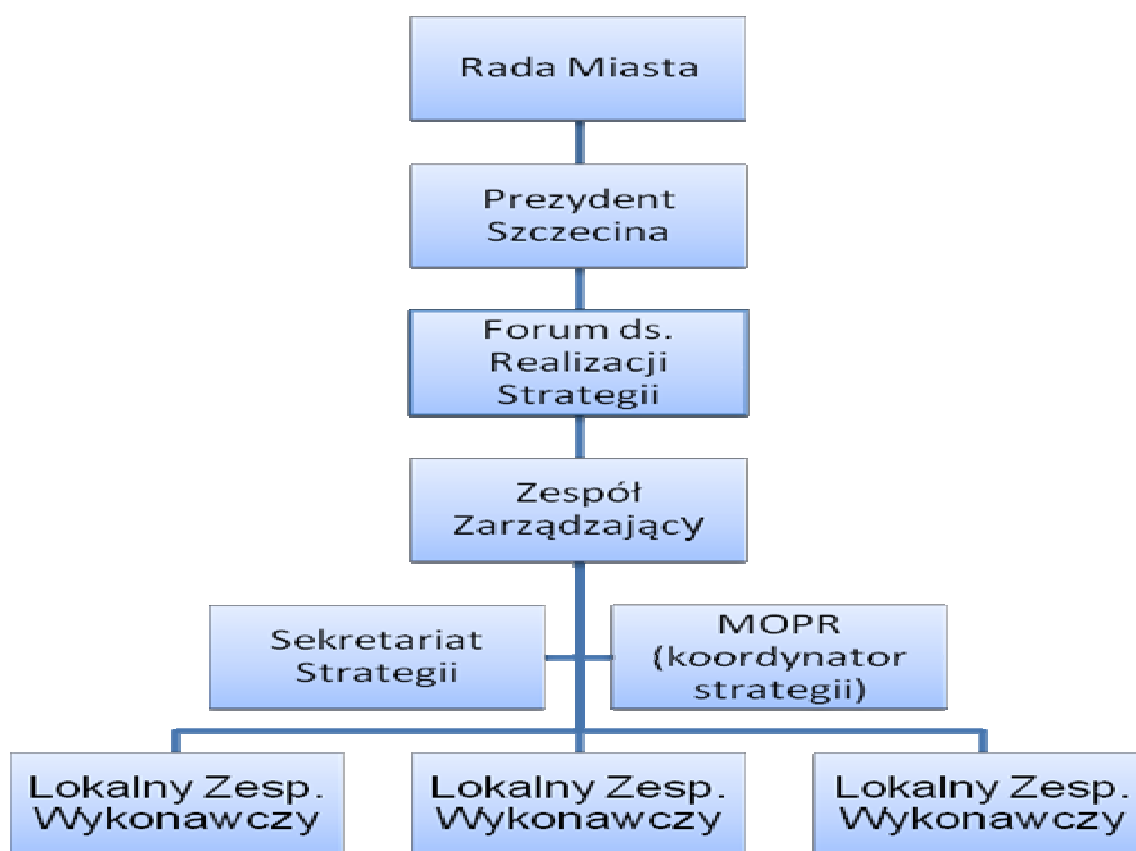 Rada Miasta
Prezydent
Szczecina
Forum ds.
Realizacji
Strategii
Zespół
Zarządzający
Sekretariat
Strategii
MOPR
(koordynator
strategii)
Lokalny Zesp.
Wykonawczy
Lokalny Zesp.
Wykonawczy
Lokalny Zesp.
Wykonawczy